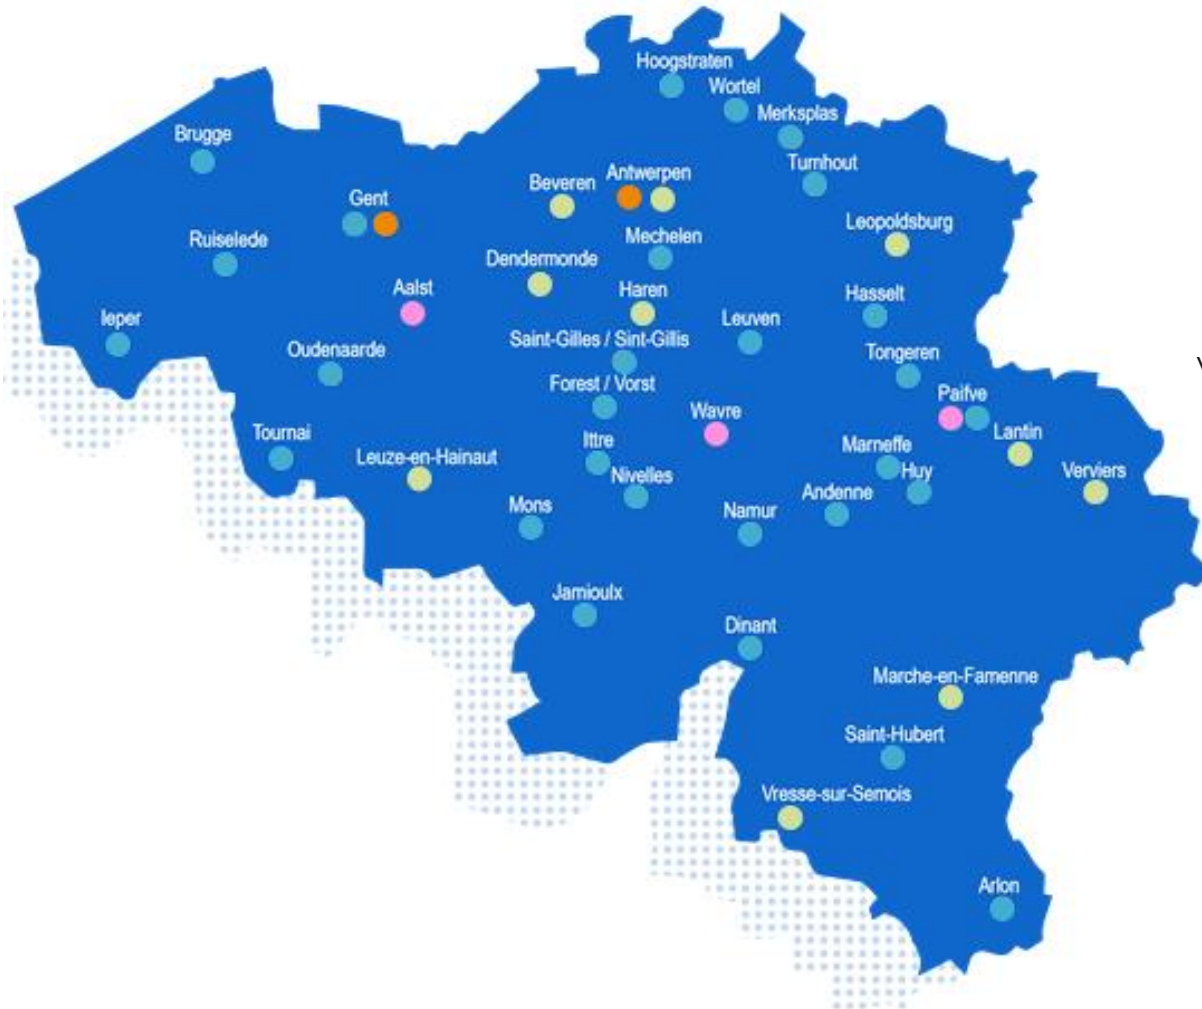 Hoogstraten
Wortel
Merksplas
Brugge
Turnhout
Beveren
Antwerpen
Gent
Leopoldsburg
Ruiselede
Mechelen
Dendermonde
Aalst
Haren
Hasselt
Ieper
Leuven
Saint-Gilles / Sint-Gillis
Oudenaarde
Tongeren
Forest / Vorst
Paifve
Wavre
Tournai
Lantin
Ittre
Marneffe
Leuze-en-Hainaut
Huy
Verviers
Nivelles
Andenne
Mons
Namur
Jamioulx
Dinant
Marche-en-Famenne
Saint-Hubert
Vresse-sur-Semois
Arlon